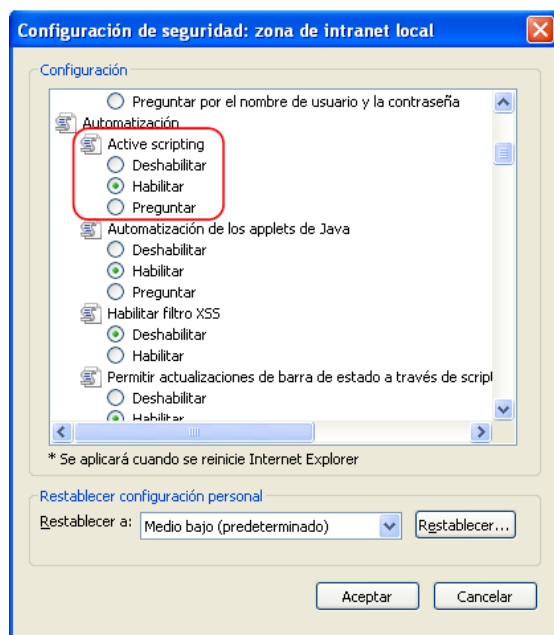 Configuración de seguridad: zona de intranet local
Configuración
Preguntar por el nombre de usuario y la contraseña
Automatización
Active scripting
Deshabilitar
Habilitar
Preguntar
Automatización de los applets de Java
Deshabilitar
Habilitar
Preguntar
Habilitar filtro XSS
Deshabilitar
Habilitar
Permitir actualizaciones de barra de estado a través de script
Deshabilitar
Habilitar
* Se aplicará cuando se reinicie Internet Explorer
Restablecer configuración personal
Restablecer a: Medio bajo (predeterminado) Restablecer...
Aceptar Cancelar